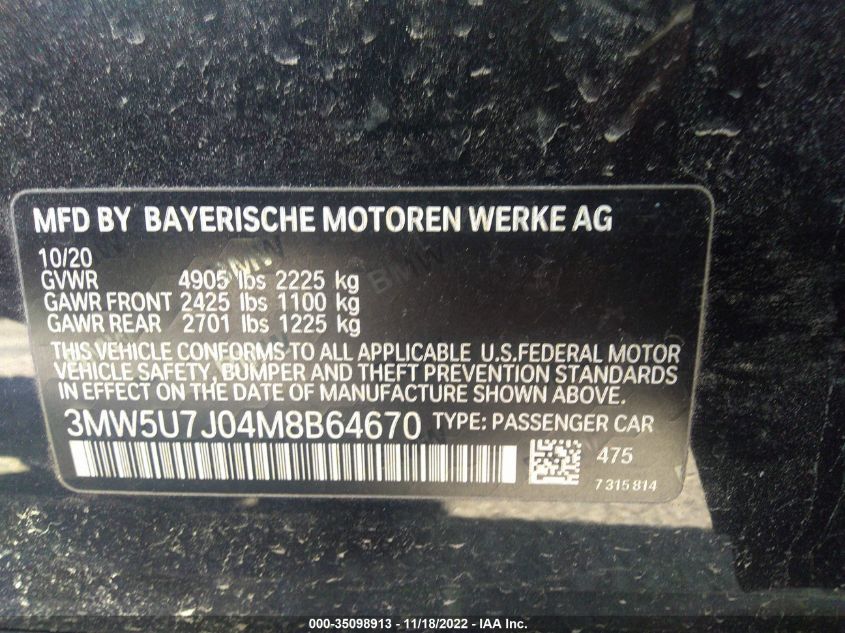 MFD BY BAYERISCHE MOTOREN WERKE AG
10/20
GVWR 4905 lbs 2225 kg
GAWR FRONT 2425 lbs 1100 kg
GAWR REAR 2701 lbs 1225 kg
THIS VEHICLE CONFORMS TO ALL APPLICABLE U.S.FEDERAL MOTOR
VEHICLE SAFETY, BUMPER AND THEFT PREVENTION STANDARDS
IN EFFECT ON THE DATE OF MANUFACTURE SHOWN ABOVE.
3MW5U7J04M8B64670 TYPE: PASSENGER CAR
475
7 315 814
000-35098913 - 11/18/2022 - IAA Inc.